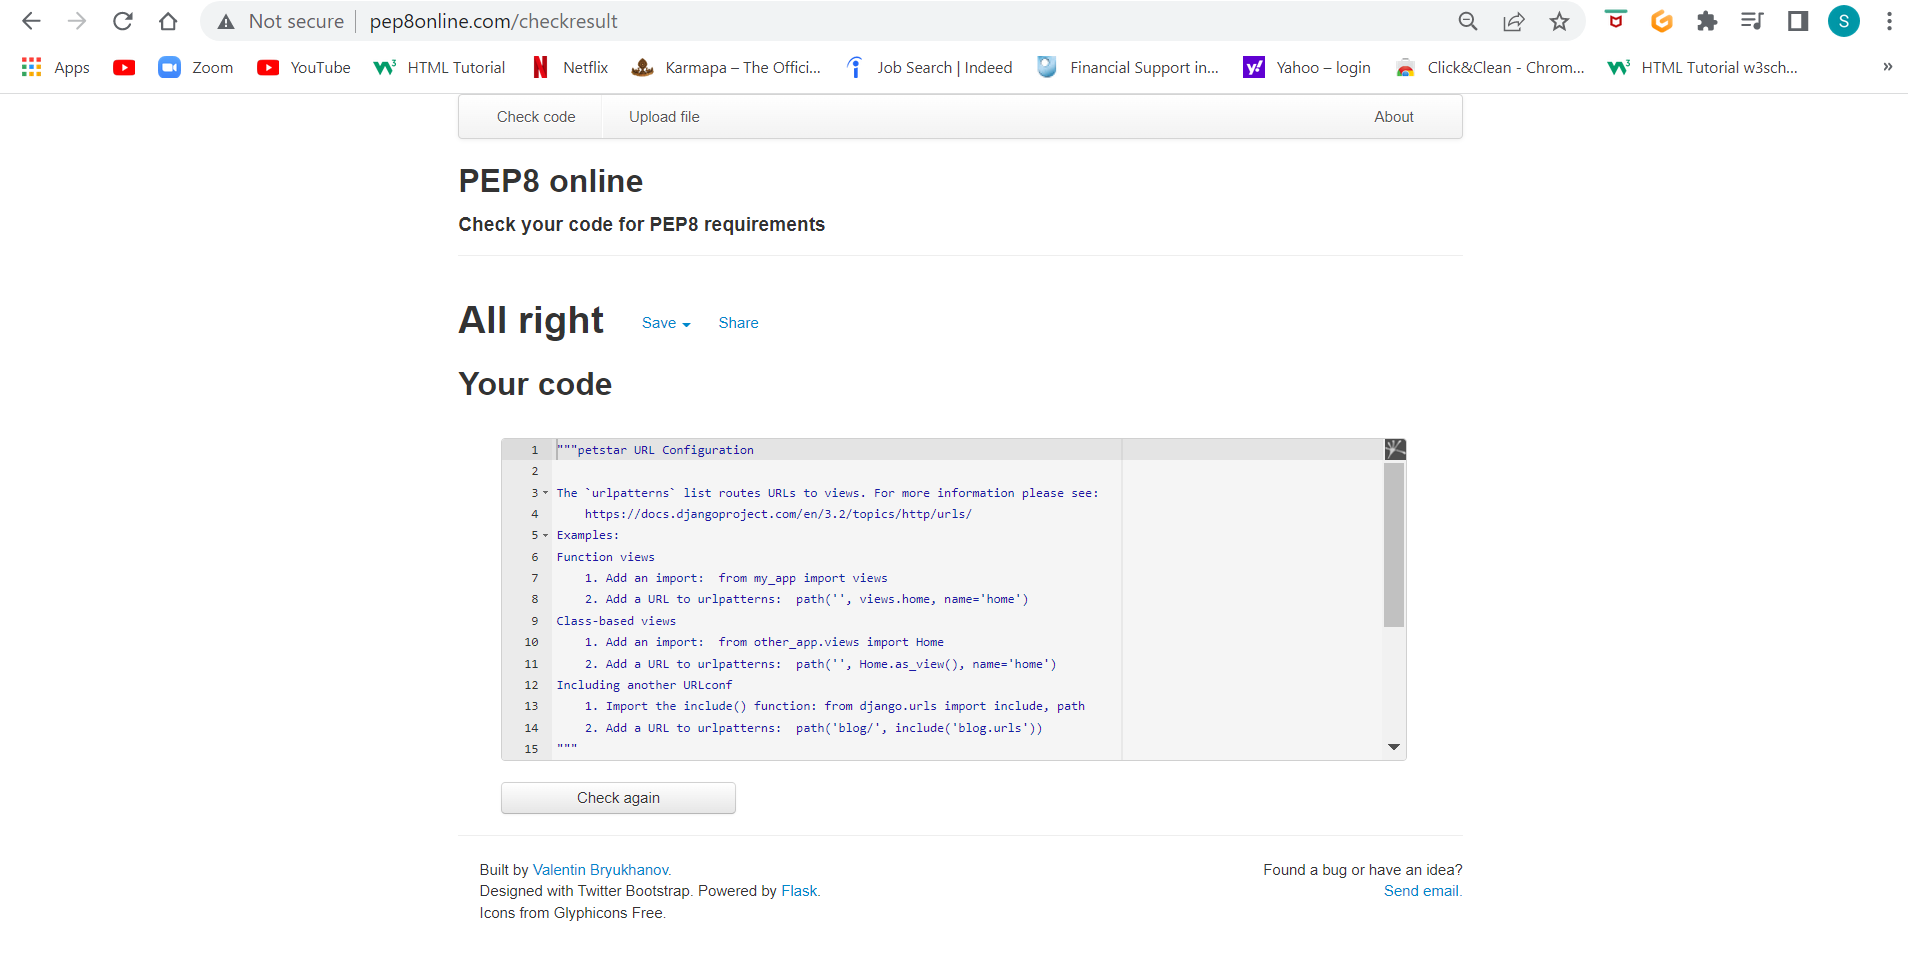 Not secure pep8online.com/checkresult S
Apps Zoom YouTube W3 HTML Tutorial Netflix Karmapa – The Offici... Job Search | Indeed Financial Support in... y! Yahoo – login Click&Clean - Chrom... W3 HTML Tutorial w3sch... »
Check code Upload file About
PEP8 online
Check your code for PEP8 requirements
All right Save Share
Your code
1 """petstar URL Configuration
2
3 The `urlpatterns` list routes URLs to views. For more information please see:
4     https://docs.djangoproject.com/en/3.2/topics/http/urls/
5 Examples:
6 Function views
7     1. Add an import:  from my_app import views
8     2. Add a URL to urlpatterns:  path('', views.home, name='home')
9 Class-based views
10     1. Add an import:  from other_app.views import Home
11     2. Add a URL to urlpatterns:  path('', Home.as_view(), name='home')
12 Including another URLconf
13     1. Import the include() function: from django.urls import include, path
14     2. Add a URL to urlpatterns:  path('blog/', include('blog.urls'))
15 """
Check again
Built by Valentin Bryukhanov. Found a bug or have an idea?
Designed with Twitter Bootstrap. Powered by Flask. Send email.
Icons from Glyphicons Free.